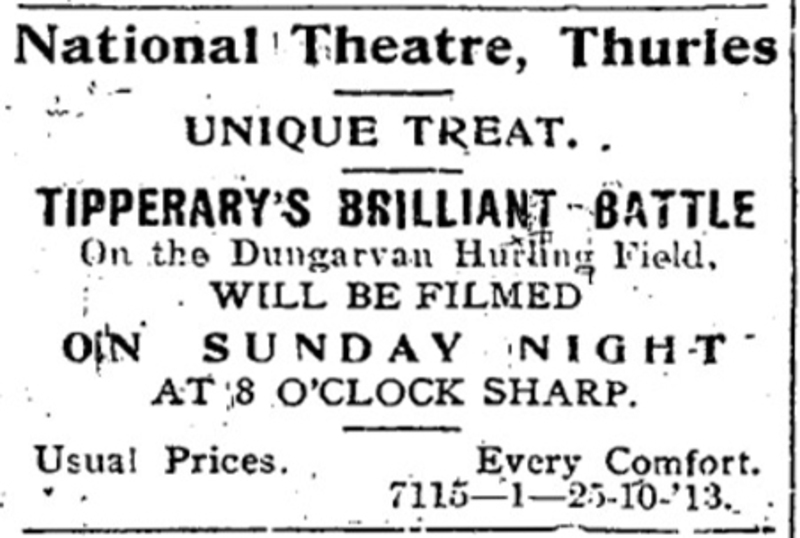 National Theatre, Thurles
UNIQUE TREAT.
TIPPERARY'S BRILLIANT BATTLE
On the Dungarvan Hurling Field,
WILL BE FILMED
ON SUNDAY NIGHT
AT 8 O'CLOCK SHARP.
Usual Prices. Every Comfort.
7115—1—25-10-'13.